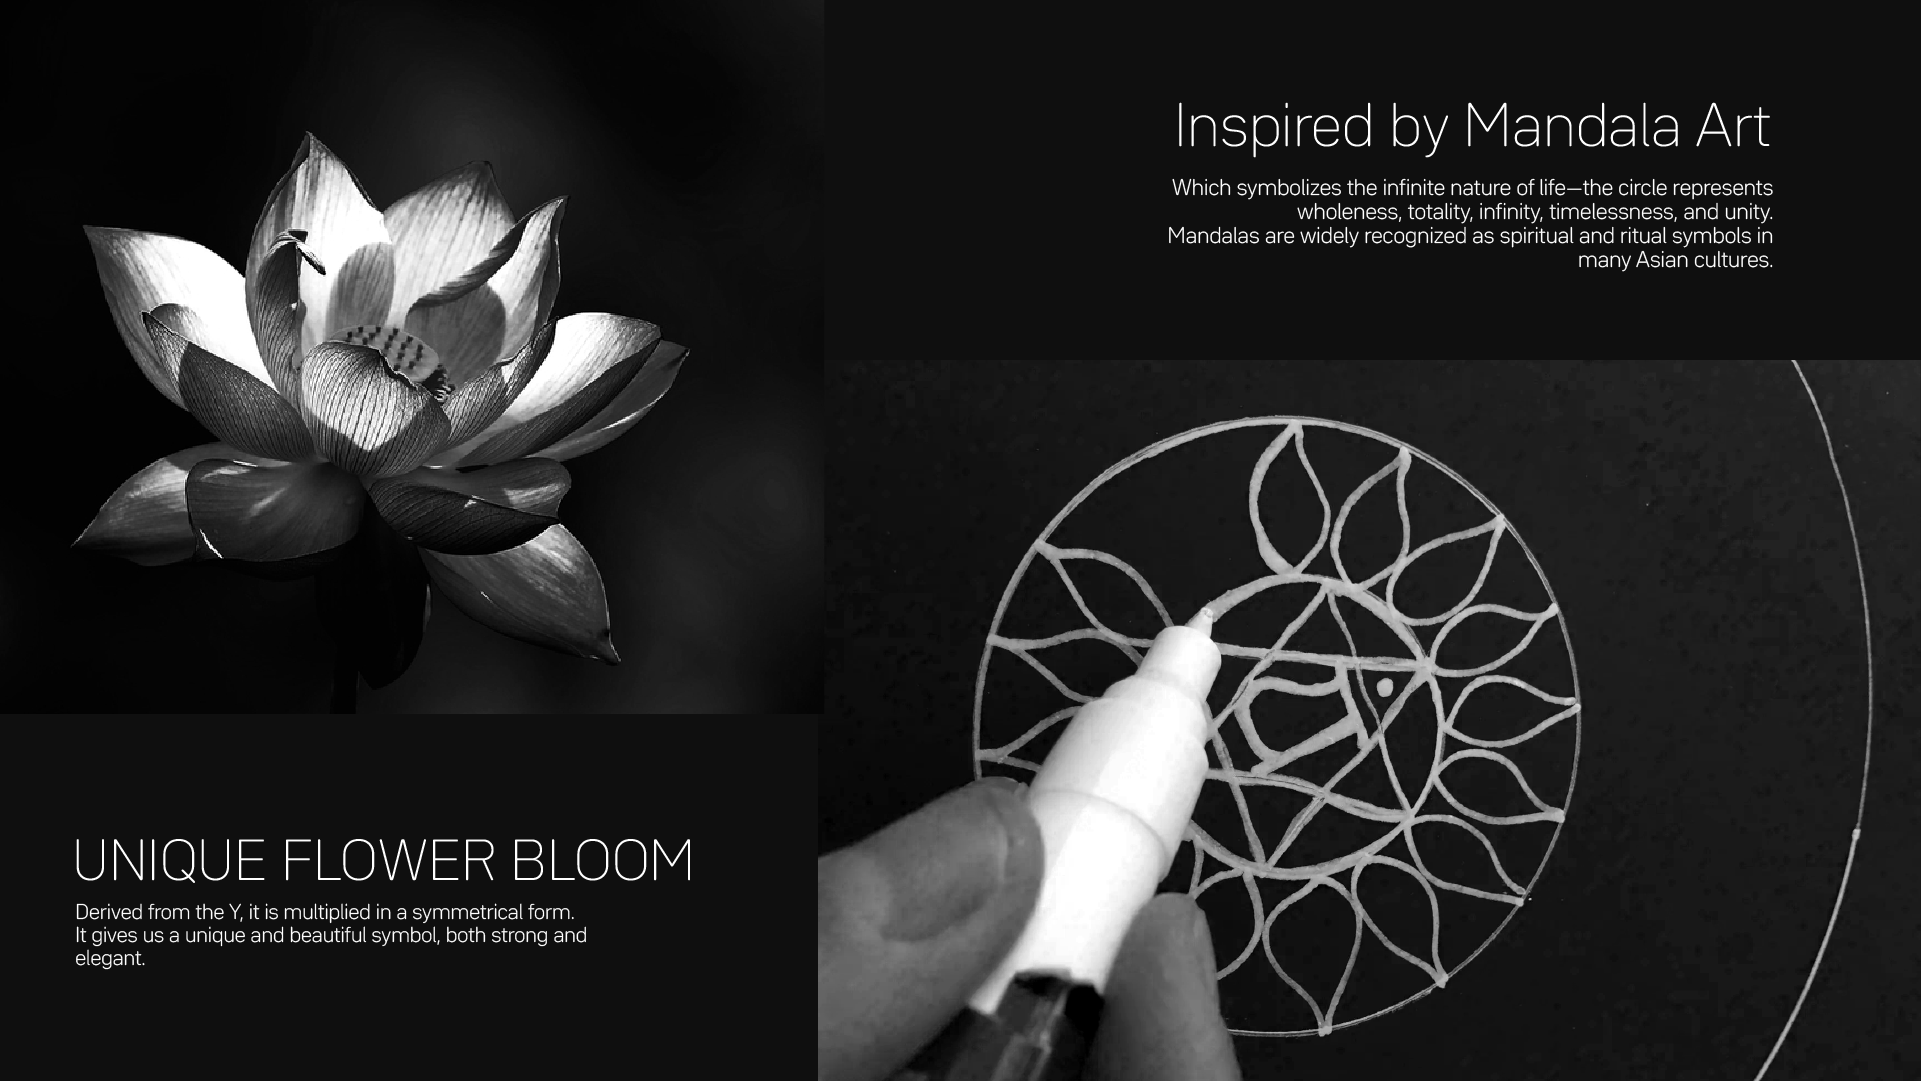 Inspired by Mandala Art
Which symbolizes the infinite nature of life—the circle represents
wholeness, totality, infinity, timelessness, and unity.
Mandalas are widely recognized as spiritual and ritual symbols in
many Asian cultures.
UNIQUE FLOWER BLOOM
Derived from the Y, it is multiplied in a symmetrical form.
It gives us a unique and beautiful symbol, both strong and
elegant.